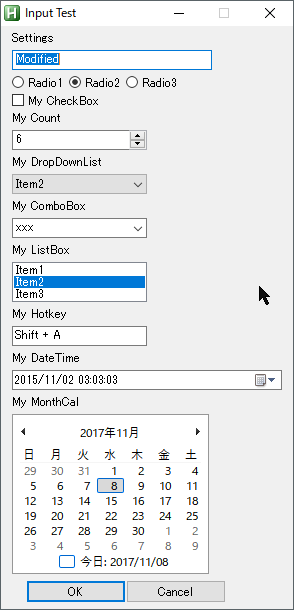 Input Test
Settings
Modified
Radio1 Radio2 Radio3
My CheckBox
My Count
6
My DropDownList
Item2
My ComboBox
xxx
My ListBox
Item1
Item2
Item3
My Hotkey
Shift + A
My DateTime
2015/11/02 03:03:03
My MonthCal
2017年11月
日 月 火 水 木 金 土
29 30 31 1 2 3 4
5 6 7 8 9 10 11
12 13 14 15 16 17 18
19 20 21 22 23 24 25
26 27 28 29 30 1 2
3 4 5 6 7 8 9
今日: 2017/11/08
OK Cancel